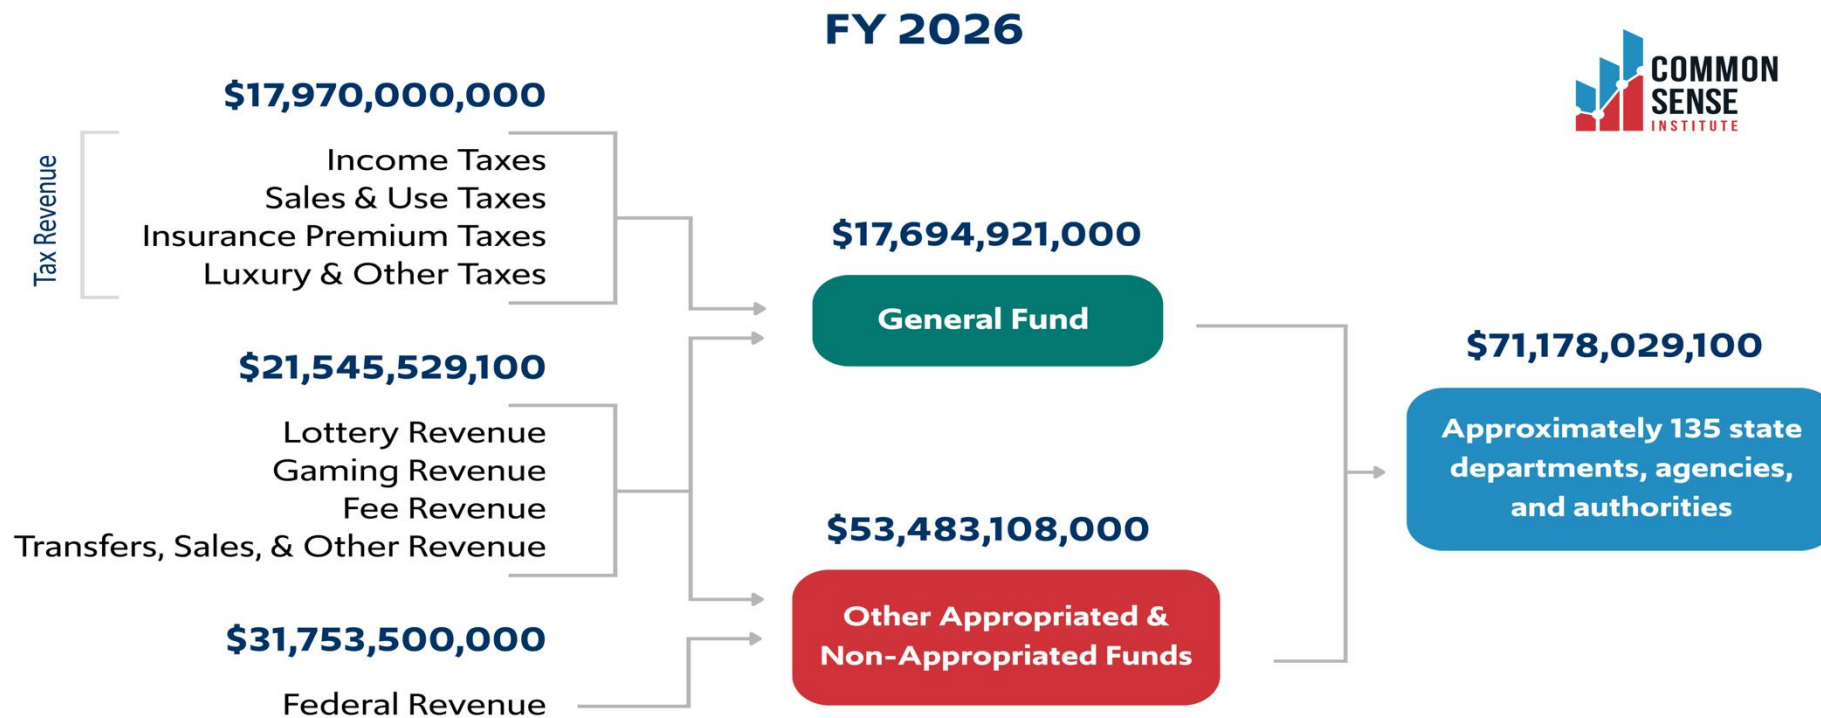 FY 2026
COMMON
SENSE
INSTITUTE
$17,970,000,000
Tax Revenue
Income Taxes
Sales & Use Taxes
Insurance Premium Taxes
Luxury & Other Taxes
$21,545,529,100
Lottery Revenue
Gaming Revenue
Fee Revenue
Transfers, Sales, & Other Revenue
$31,753,500,000
Federal Revenue
$17,694,921,000
General Fund
$53,483,108,000
Other Appropriated &
Non-Appropriated Funds
$71,178,029,100
Approximately 135 state
departments, agencies,
and authorities